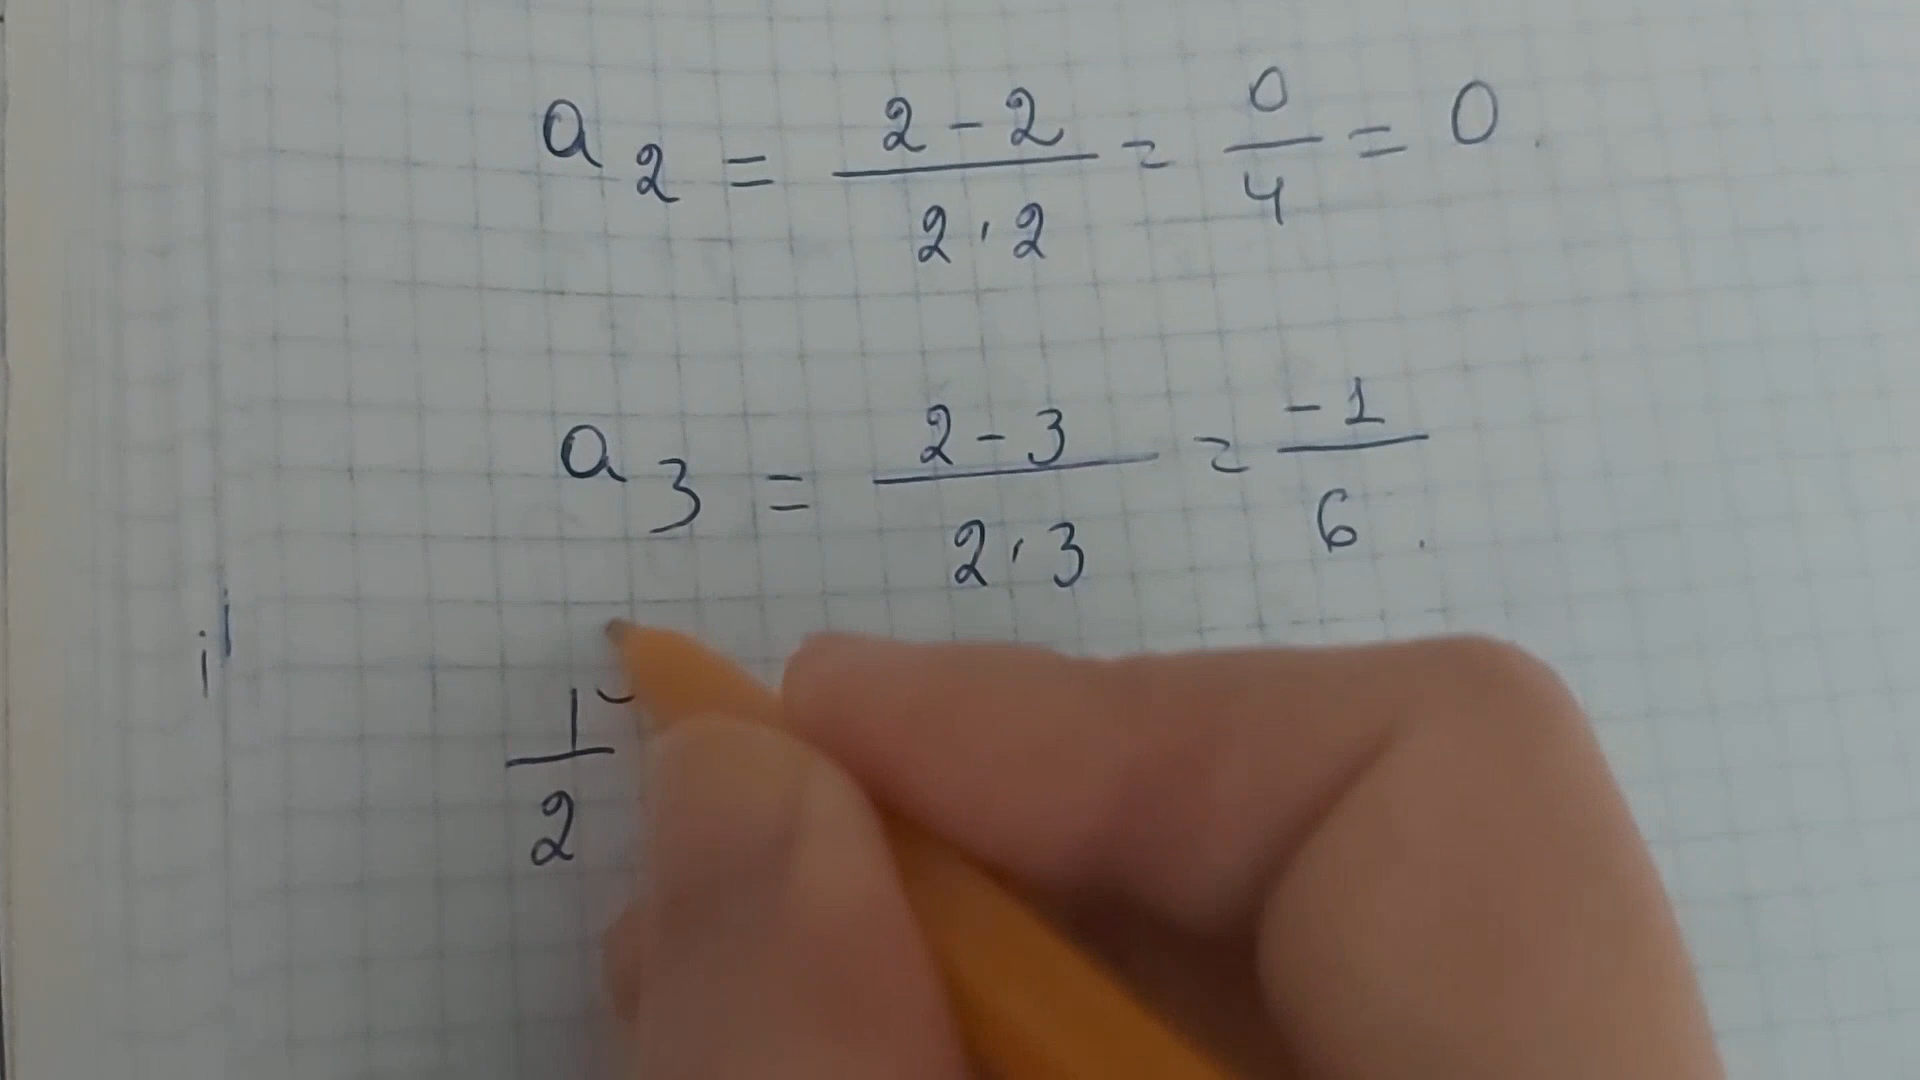 a₂ = (2 - 2)/(2 · 2) = 0/4 = 0.
a₃ = (2 - 3)/(2 · 3) = -1/6.
1/2